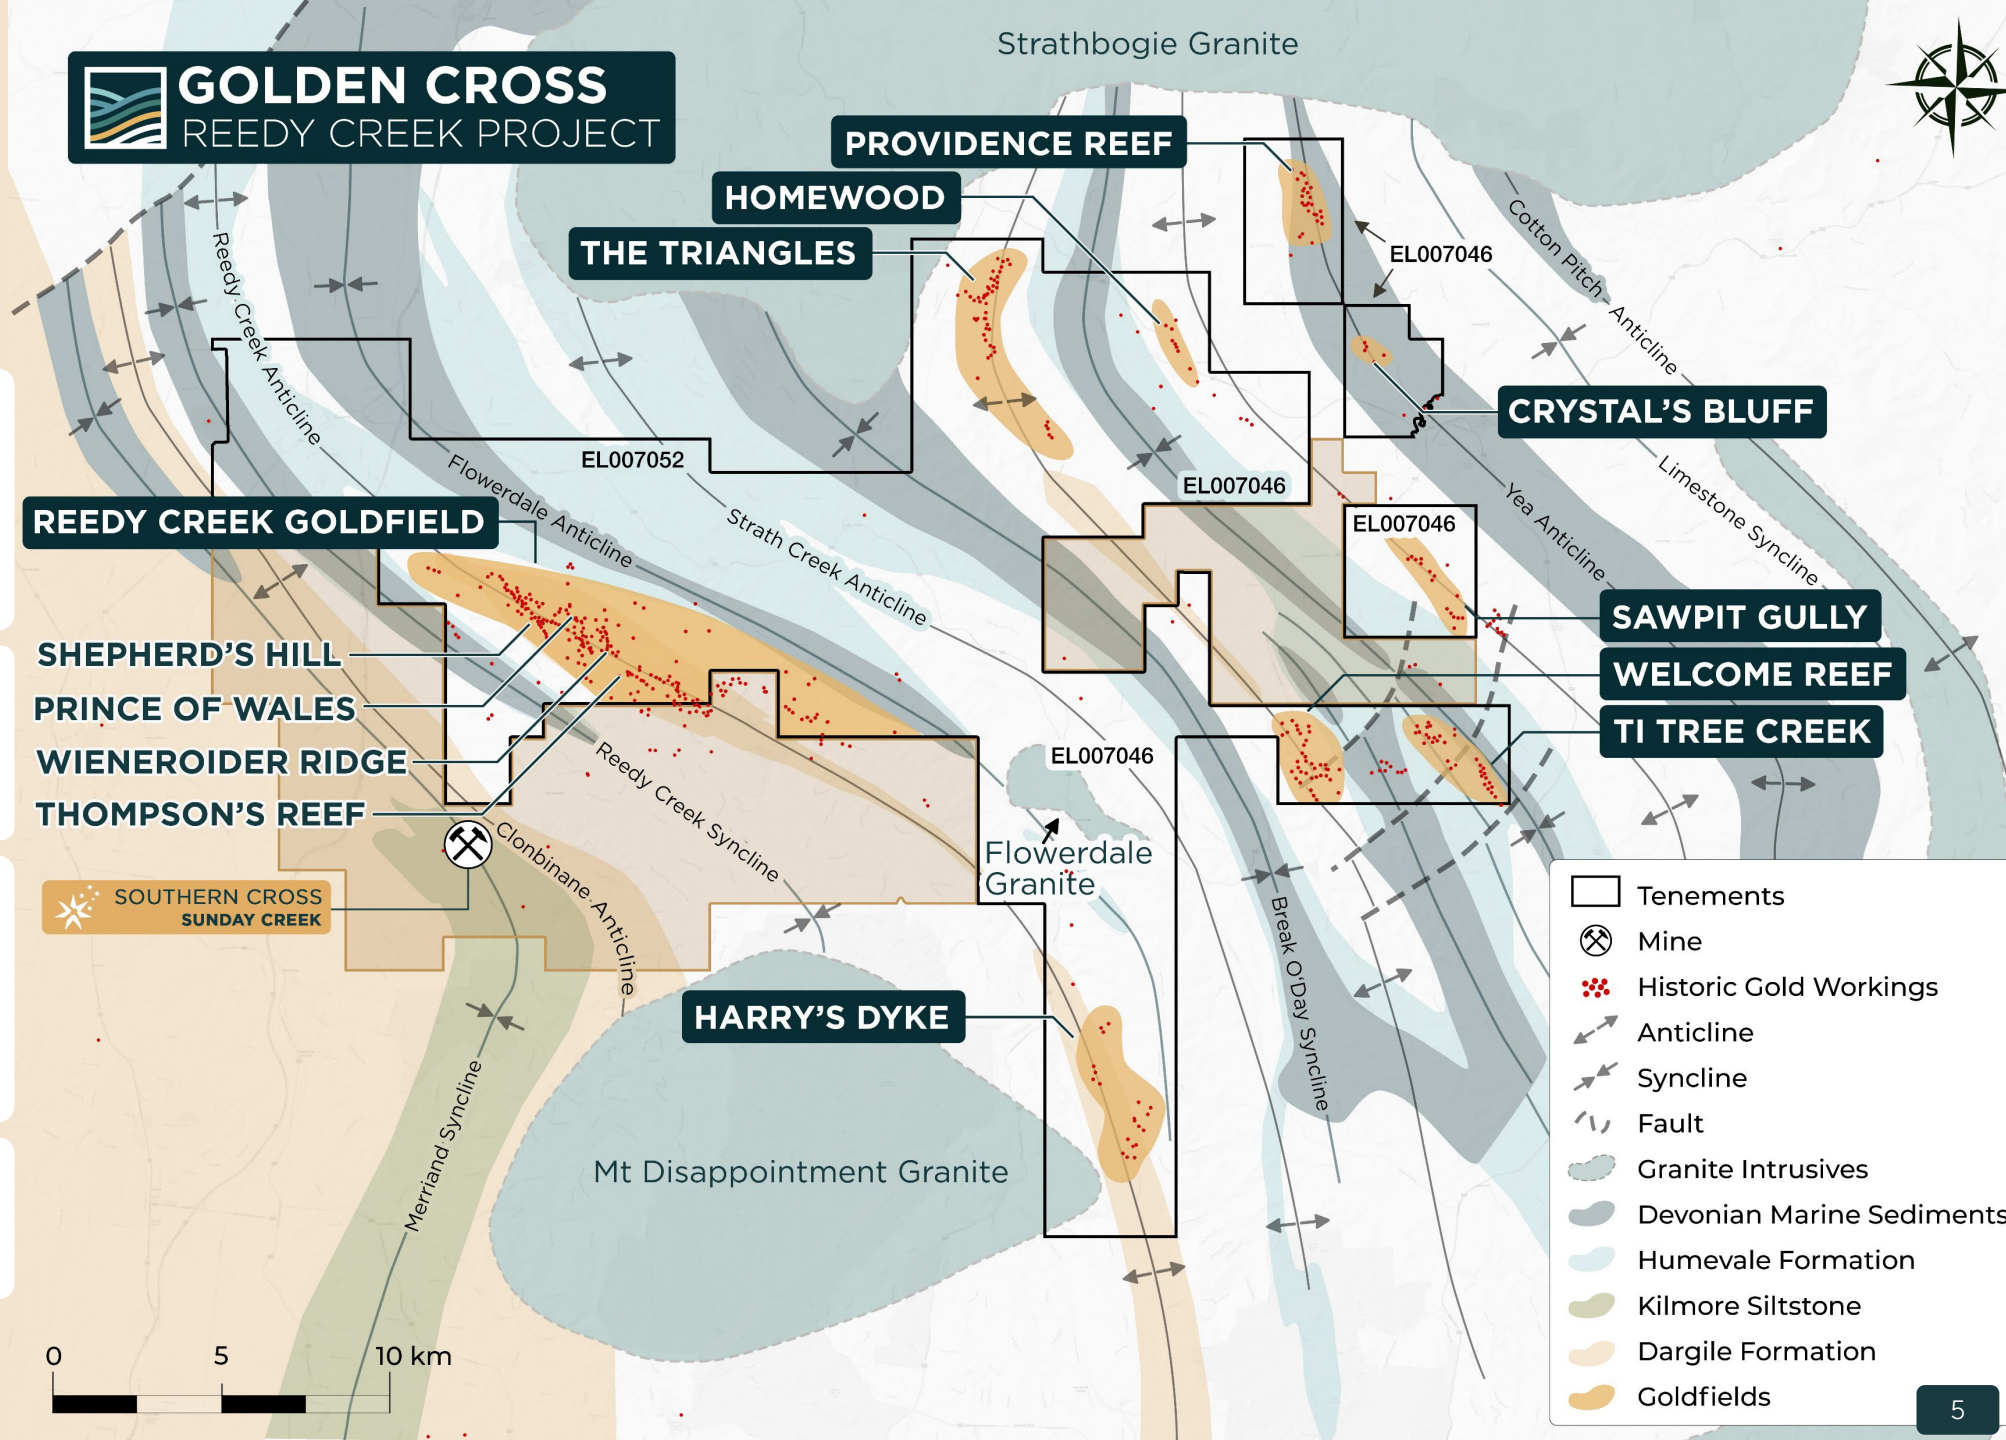 Strathbogie Granite
GOLDEN CROSS
REEDY CREEK PROJECT
PROVIDENCE REEF
HOMEWOOD
THE TRIANGLES
EL007046
Cotton Pitch Anticline
Reedy Creek Anticline
CRYSTAL'S BLUFF
EL007052
Flowerdale Anticline
EL007046
Limestone Syncline
Yea Anticline
REEDY CREEK GOLDFIELD
Strath Creek Anticline
EL007046
SAWPIT GULLY
SHEPHERD'S HILL
WELCOME REEF
PRINCE OF WALES
TI TREE CREEK
WIENEROIDER RIDGE
EL007046
Reedy Creek Syncline
THOMPSON'S REEF
Clonbinane Anticline
Flowerdale
Granite
SOUTHERN CROSS
SUNDAY CREEK
Break O'Day Syncline
HARRY'S DYKE
Merriand Syncline
Mt Disappointment Granite
Tenements
Mine
Historic Gold Workings
Anticline
Syncline
Fault
Granite Intrusives
Devonian Marine Sediments
Humevale Formation
Kilmore Siltstone
Dargile Formation
Goldfields
0 5 10 km
5